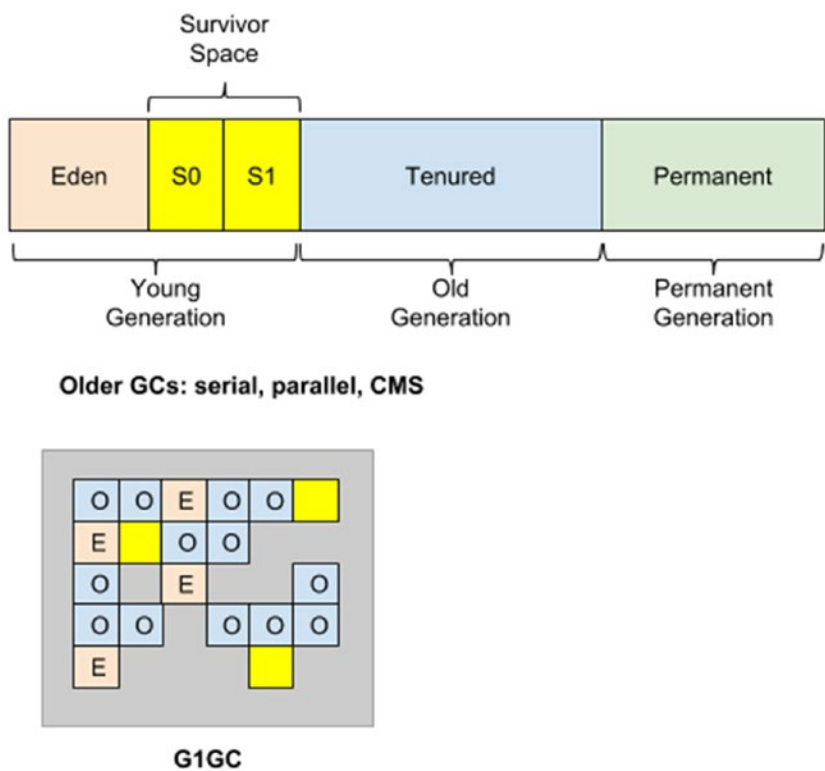 Survivor
Space
Eden S0 S1 Tenured Permanent
Young
Generation
Old
Generation
Permanent
Generation
Older GCs: serial, parallel, CMS
O O E O O
E O O
O E O
O O O O O
E
G1GC